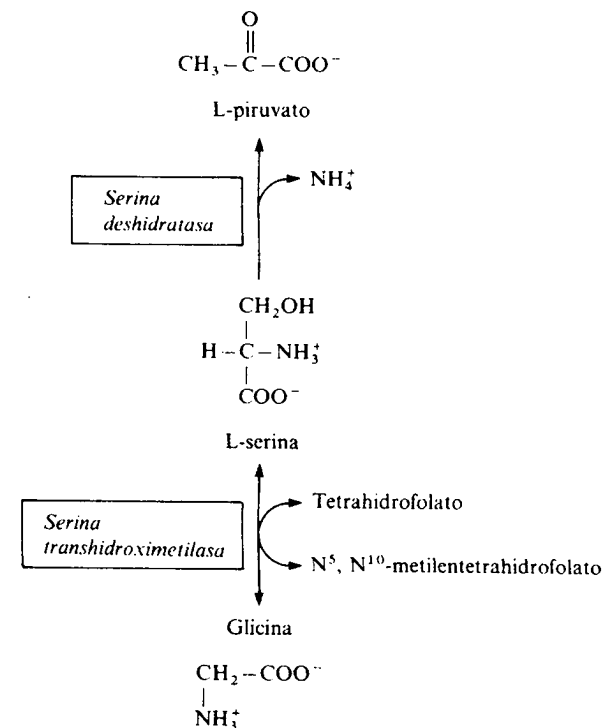 O
||
CH₃ – C – COO⁻
L-piruvato
Serina
deshidratasa
NH₄⁺
CH₂OH
|
H – C – NH₃⁺
|
COO⁻
L-serina
Serina
transhidroximetilasa
Tetrahidrofolato
N⁵, N¹⁰-metilentetrahidrofolato
Glicina
CH₂ – COO⁻
|
NH₃⁺